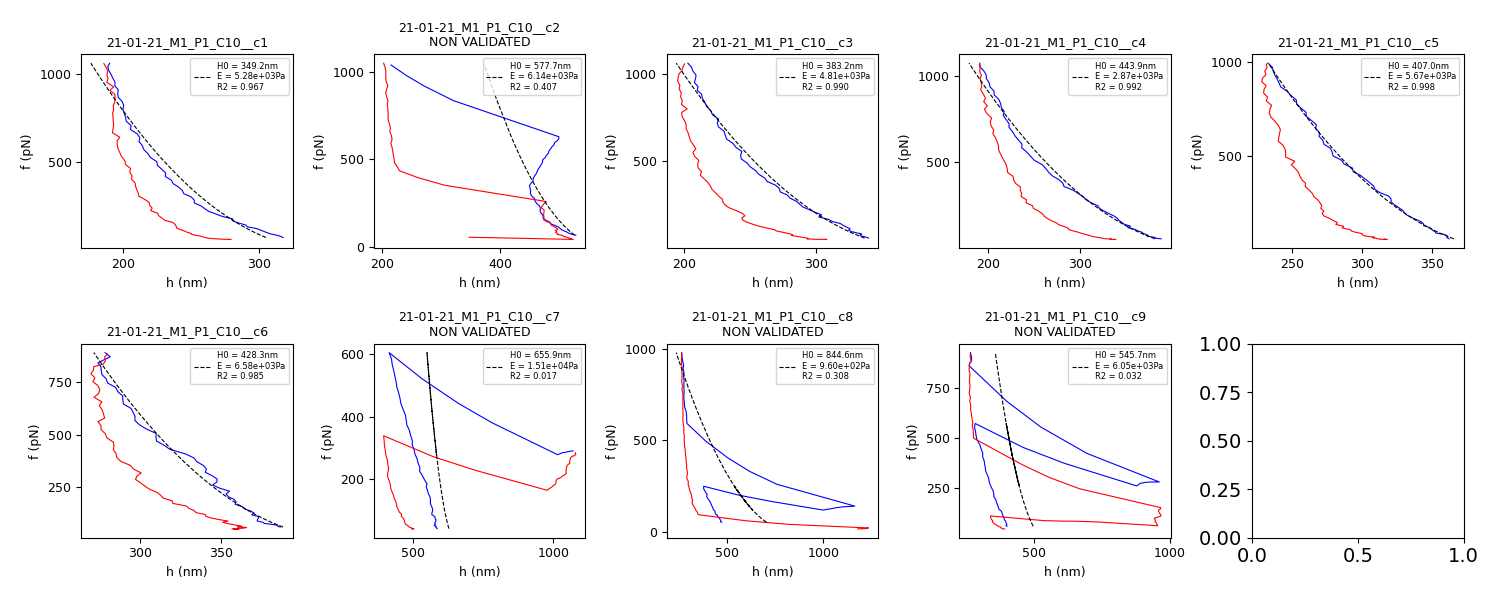 21-01-21_M1_P1_C10__c1
H0 = 349.2nm
E = 5.28e+03Pa
R2 = 0.967
1000
500
f (pN)
200
300
h (nm)
21-01-21_M1_P1_C10__c2
NON VALIDATED
H0 = 577.7nm
E = 6.14e+03Pa
R2 = 0.407
1000
500
0
f (pN)
200
400
h (nm)
21-01-21_M1_P1_C10__c3
H0 = 383.2nm
E = 4.81e+03Pa
R2 = 0.990
1000
500
f (pN)
200
300
h (nm)
21-01-21_M1_P1_C10__c4
H0 = 443.9nm
E = 2.87e+03Pa
R2 = 0.992
1000
500
f (pN)
200
300
h (nm)
21-01-21_M1_P1_C10__c5
H0 = 407.0nm
E = 5.67e+03Pa
R2 = 0.998
1000
500
f (pN)
250
300
350
h (nm)
21-01-21_M1_P1_C10__c6
H0 = 428.3nm
E = 6.58e+03Pa
R2 = 0.985
750
500
250
f (pN)
300
350
h (nm)
21-01-21_M1_P1_C10__c7
NON VALIDATED
H0 = 655.9nm
E = 1.51e+04Pa
R2 = 0.017
600
400
200
f (pN)
500
1000
h (nm)
21-01-21_M1_P1_C10__c8
NON VALIDATED
H0 = 844.6nm
E = 9.60e+02Pa
R2 = 0.308
1000
500
0
f (pN)
500
1000
h (nm)
21-01-21_M1_P1_C10__c9
NON VALIDATED
H0 = 545.7nm
E = 6.05e+03Pa
R2 = 0.032
750
500
250
f (pN)
500
1000
h (nm)
1.00
0.75
0.50
0.25
0.00
0.0
0.5
1.0